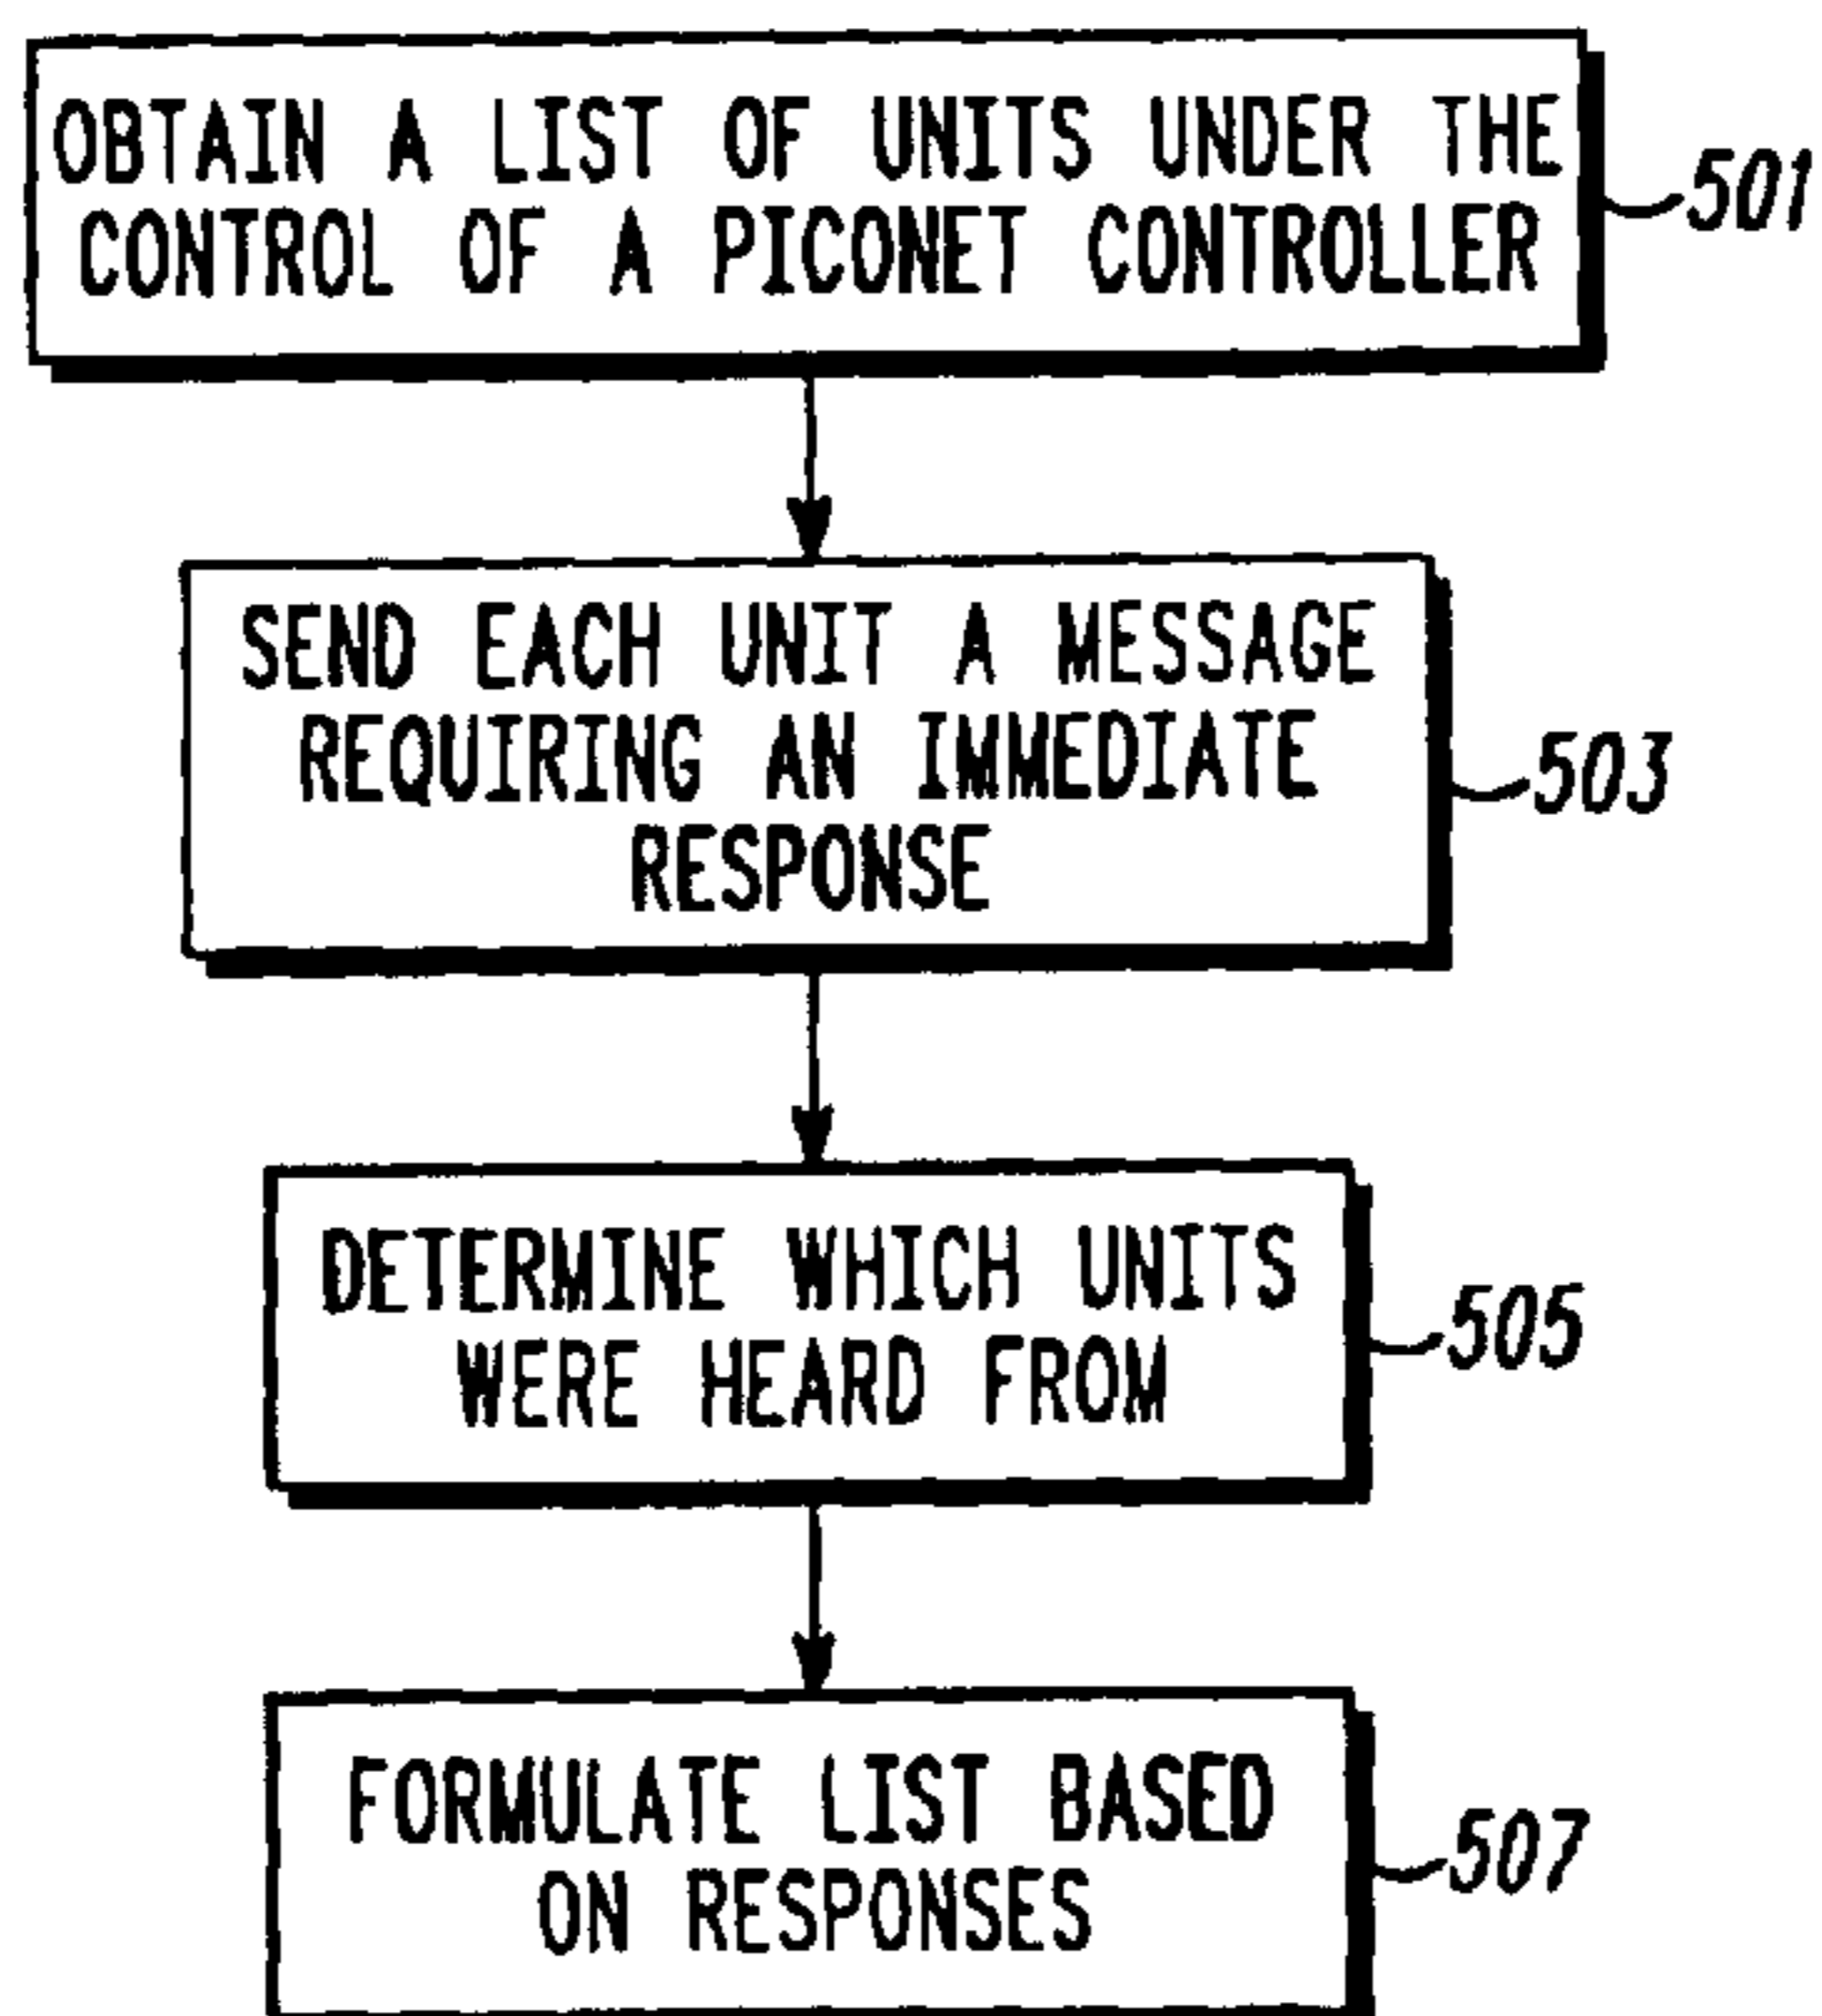 OBTAIN A LIST OF UNITS UNDER THE
CONTROL OF A PICONET CONTROLLER
501
SEND EACH UNIT A MESSAGE
REQUIRING AN IMMEDIATE
RESPONSE
503
DETERMINE WHICH UNITS
WERE HEARD FROM
505
FORMULATE LIST BASED
ON RESPONSES
507